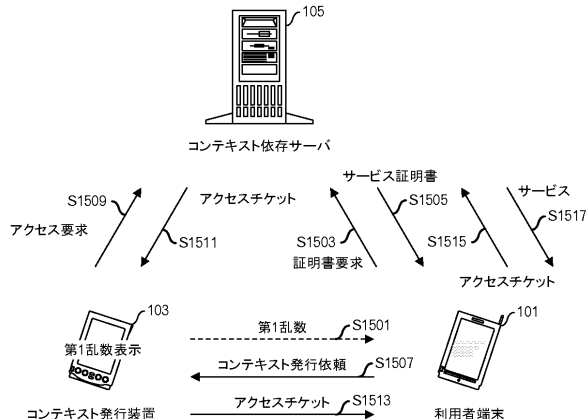 105
コンテキスト依存サーバ
サービス証明書
S1509
アクセスチケット
S1505
サービス
アクセス要求
S1517
S1511
S1503
S1515
証明書要求
アクセスチケット
103
101
第1乱数
S1501
第1乱数表示
コンテキスト発行依頼
S1507
アクセスチケット
S1513
コンテキスト発行装置
利用者端末